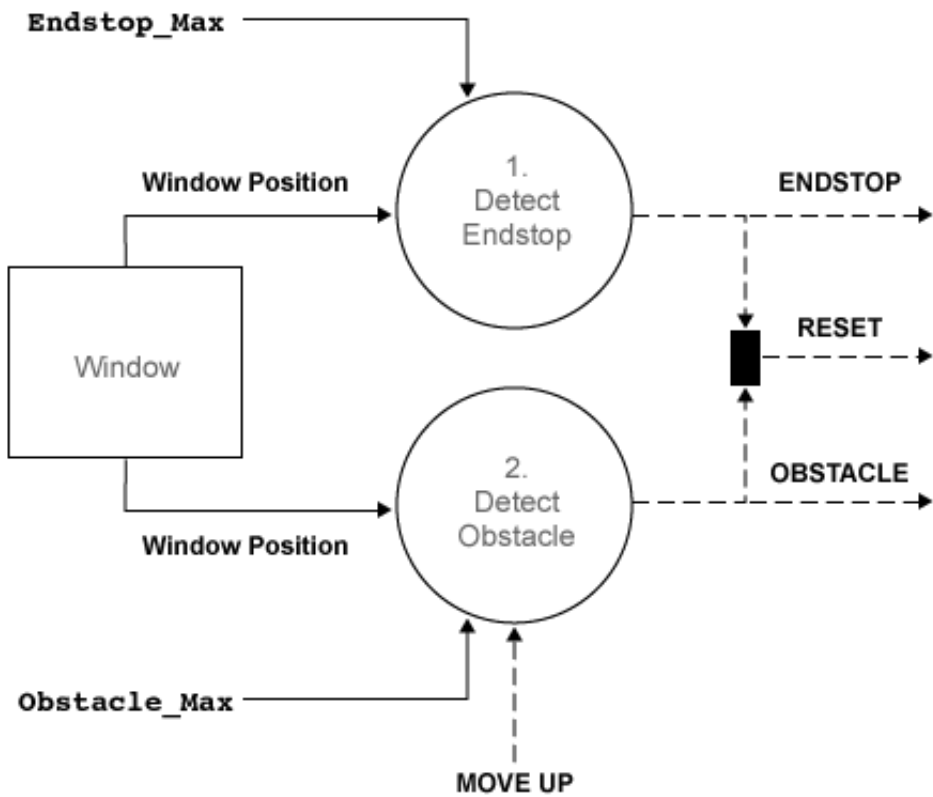 Endstop_Max
1.
Detect
Endstop
Window Position
ENDSTOP
Window
RESET
2.
Detect
Obstacle
OBSTACLE
Window Position
Obstacle_Max
MOVE UP